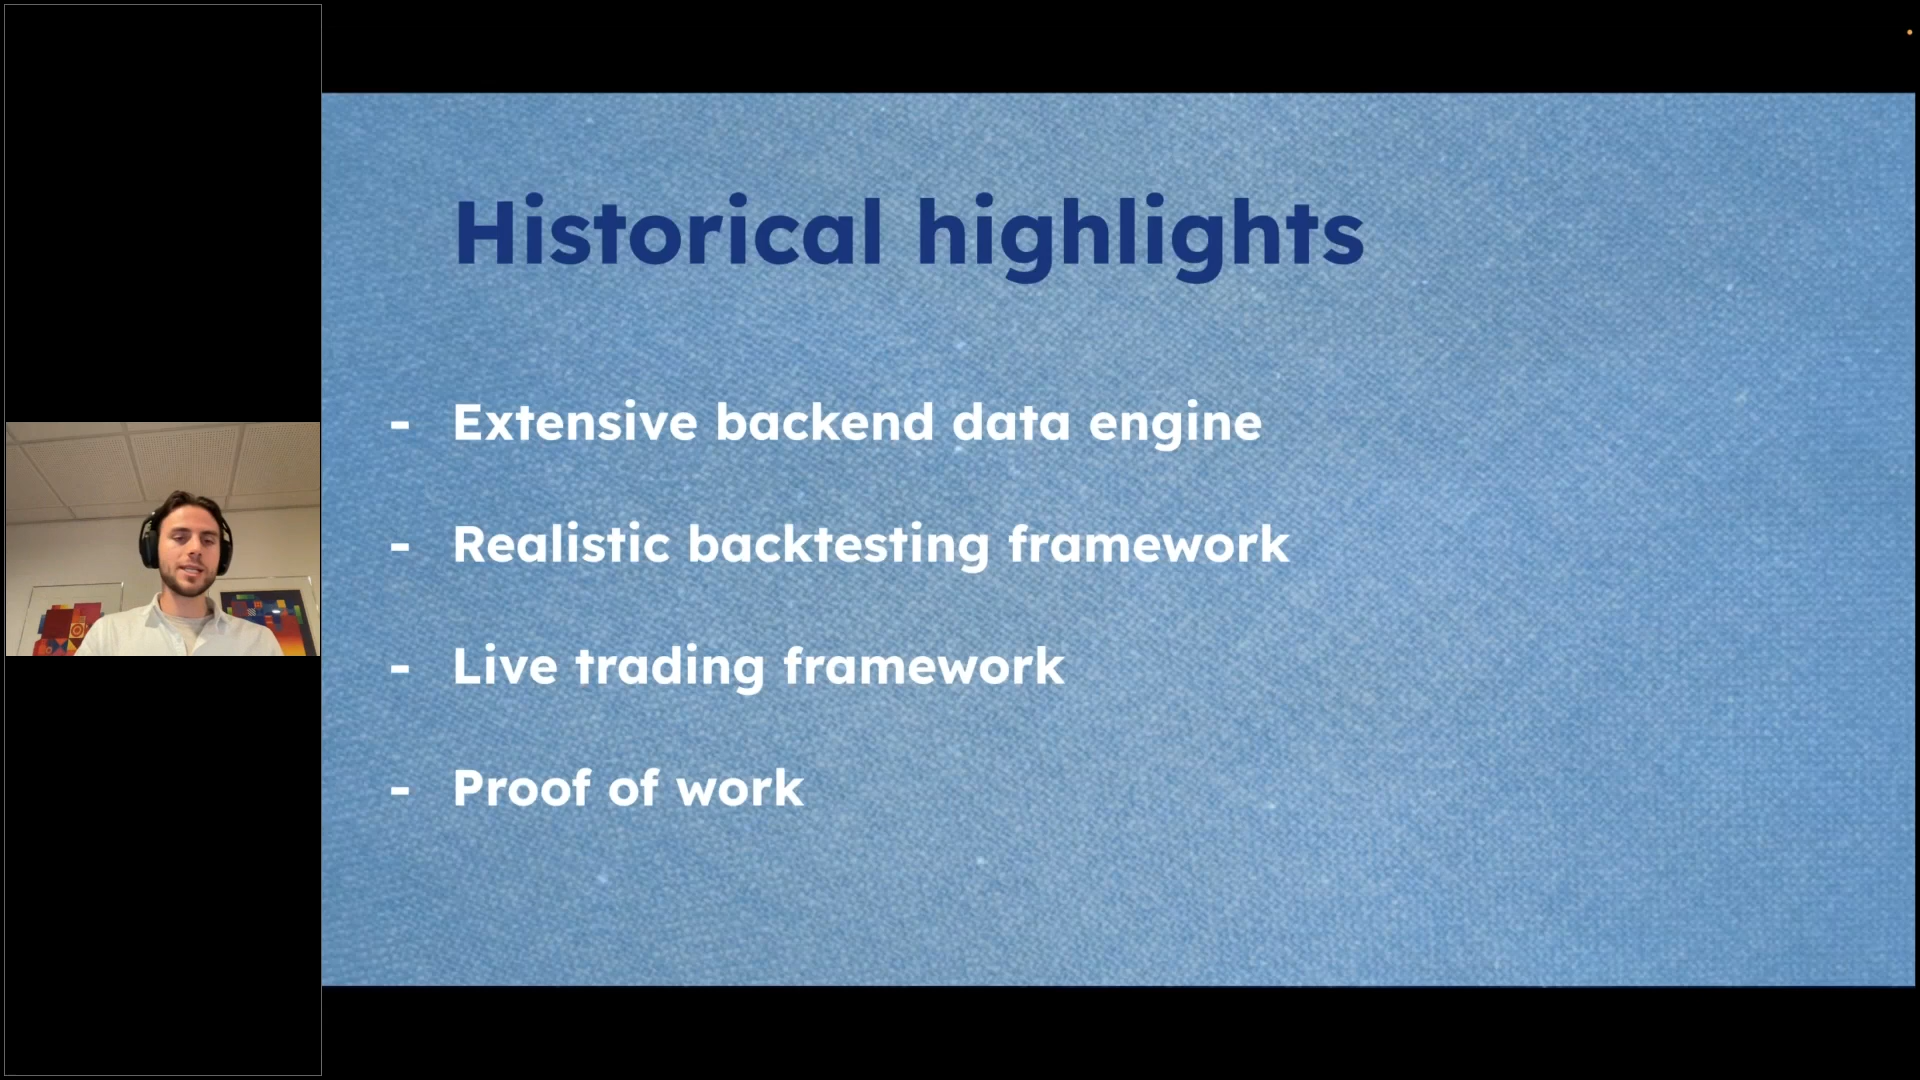 Historical highlights
- Extensive backend data engine
- Realistic backtesting framework
- Live trading framework
- Proof of work